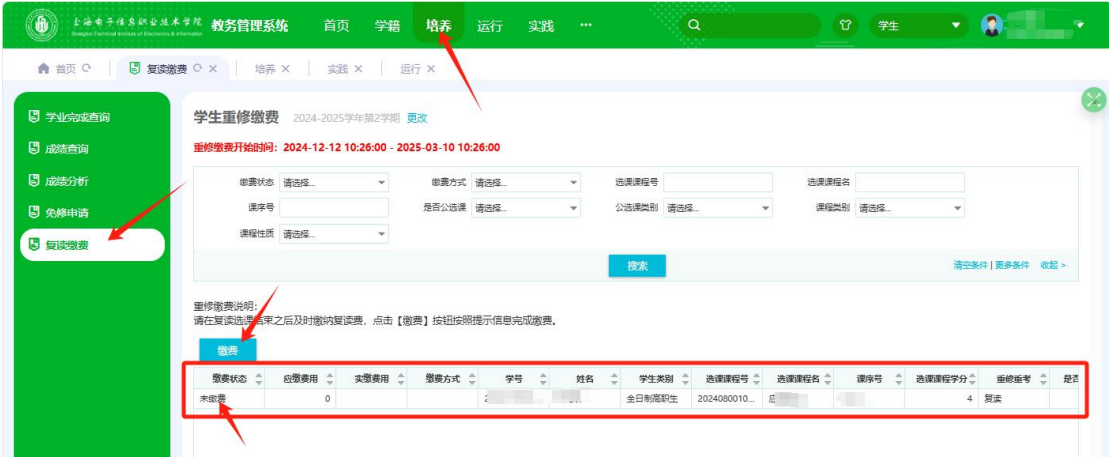 上海电子信息职业技术学院 教务管理系统 首页 学籍 培养 运行 实践 ... 学生
Shanghai Technical Institute of Electronics & Information
首页 复读缴费 培养 实践 运行
学业完成查询
成绩查询
成绩分析
免修申请
复读缴费
学生重修缴费 2024-2025学年第2学期 更改
重修缴费开始时间：2024-12-12 10:26:00 - 2025-03-10 10:26:00
缴费状态 请选择... 缴费方式 请选择... 选课课程号 选课课程名
课序号 是否公选课 请选择... 公选课类别 请选择... 课程类别 请选择...
课程性质 请选择...
搜索 清空条件 | 更多条件 收起 >
重修缴费说明：
请在复读选课结束之后及时缴纳复读费，点击【缴费】按钮按照提示信息完成缴费。
缴费
缴费状态 应缴费用 实缴费用 缴费方式 学号 姓名 学生类别 选课课程号 选课课程名 课序号 选课课程学分 重修重考 是否
未缴费 0 2 全日制高职生 2024080010... 4 复读